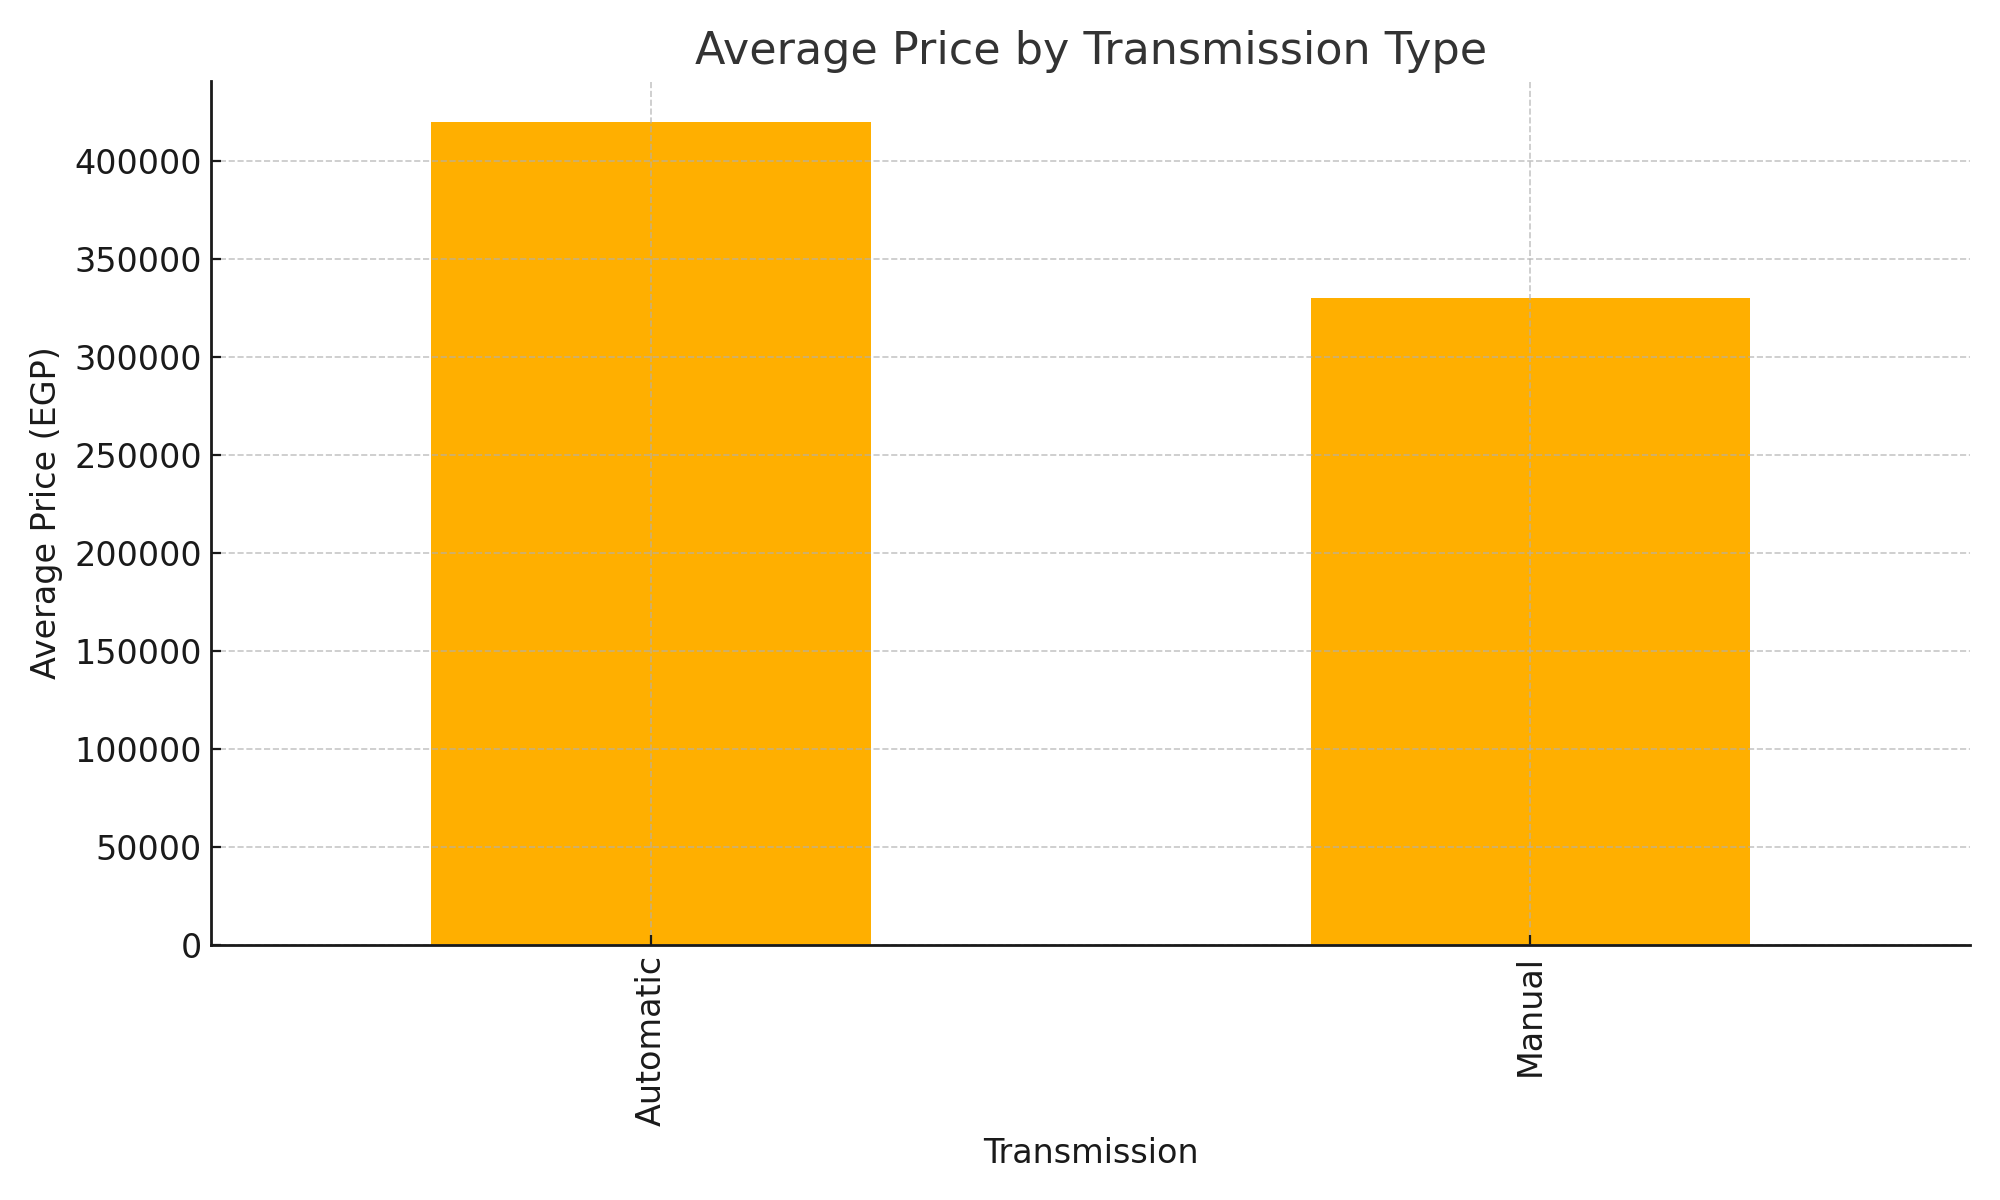 Average Price by Transmission Type
Average Price (EGP)
400000
350000
300000
250000
200000
150000
100000
50000
0
Automatic
Manual
Transmission